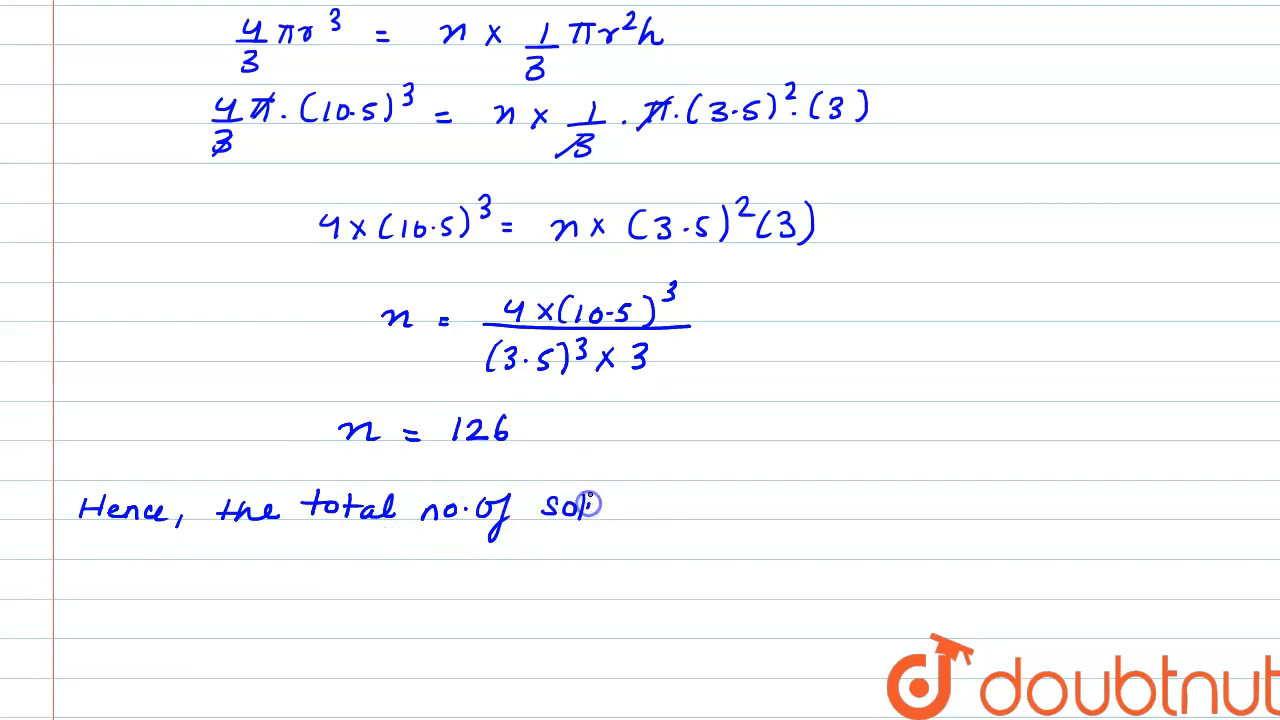 4/3 πr³ = n × 1/3 πr²h
4/3 π · (10.5)³ = n × 1/3 · π · (3.5)² · (3)
4 × (10.5)³ = n × (3.5)² (3)
n = 4 × (10.5)³ / (3.5)³ × 3
n = 126
Hence, the total no. of soli
doubtnut